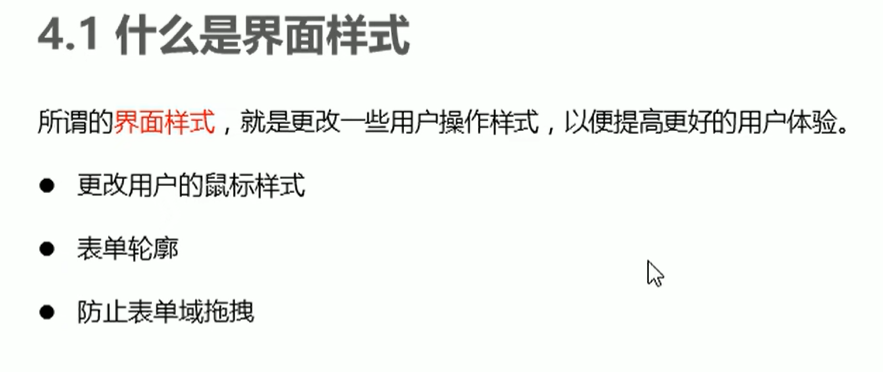 4.1 什么是界面样式
所谓的界面样式，就是更改一些用户操作样式，以便提高更好的用户体验。
● 更改用户的鼠标样式
● 表单轮廓
● 防止表单域拖拽